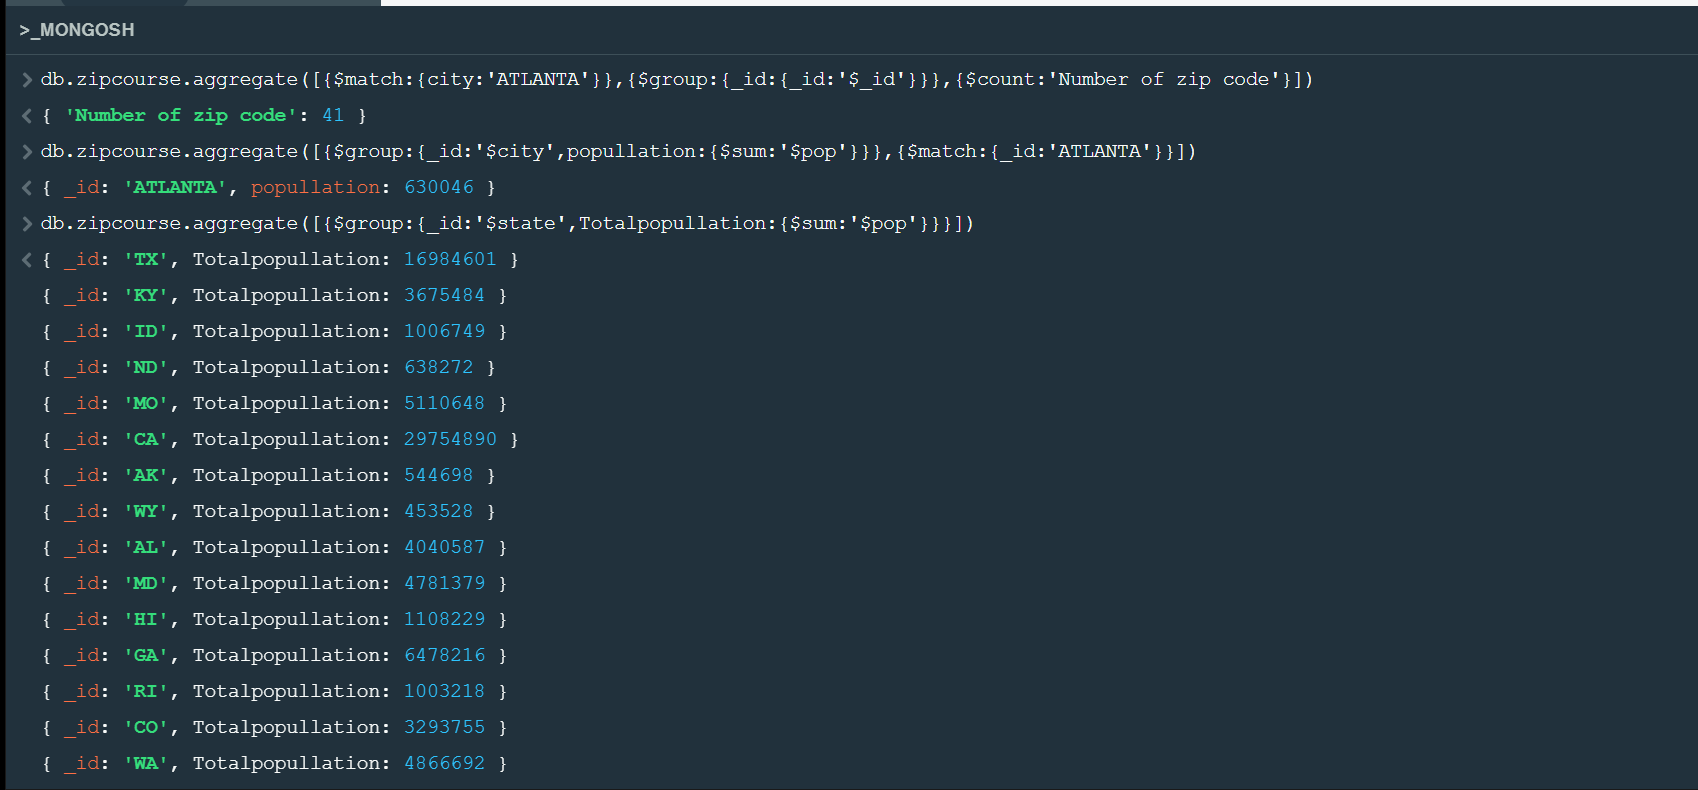 >_MONGOSH
> db.zipcourse.aggregate([{$match:{city:'ATLANTA'}},{$group:{_id:{_id:'$_id'}}},{$count:'Number of zip code'}])
< { 'Number of zip code': 41 }
> db.zipcourse.aggregate([{$group:{_id:'$city',popullation:{$sum:'$pop'}}},{$match:{_id:'ATLANTA'}}])
< { _id: 'ATLANTA', popullation: 630046 }
> db.zipcourse.aggregate([{$group:{_id:'$state',Totalpopullation:{$sum:'$pop'}}}])
< { _id: 'TX', Totalpopullation: 16984601 }
{ _id: 'KY', Totalpopullation: 3675484 }
{ _id: 'ID', Totalpopullation: 1006749 }
{ _id: 'ND', Totalpopullation: 638272 }
{ _id: 'MO', Totalpopullation: 5110648 }
{ _id: 'CA', Totalpopullation: 29754890 }
{ _id: 'AK', Totalpopullation: 544698 }
{ _id: 'WY', Totalpopullation: 453528 }
{ _id: 'AL', Totalpopullation: 4040587 }
{ _id: 'MD', Totalpopullation: 4781379 }
{ _id: 'HI', Totalpopullation: 1108229 }
{ _id: 'GA', Totalpopullation: 6478216 }
{ _id: 'RI', Totalpopullation: 1003218 }
{ _id: 'CO', Totalpopullation: 3293755 }
{ _id: 'WA', Totalpopullation: 4866692 }